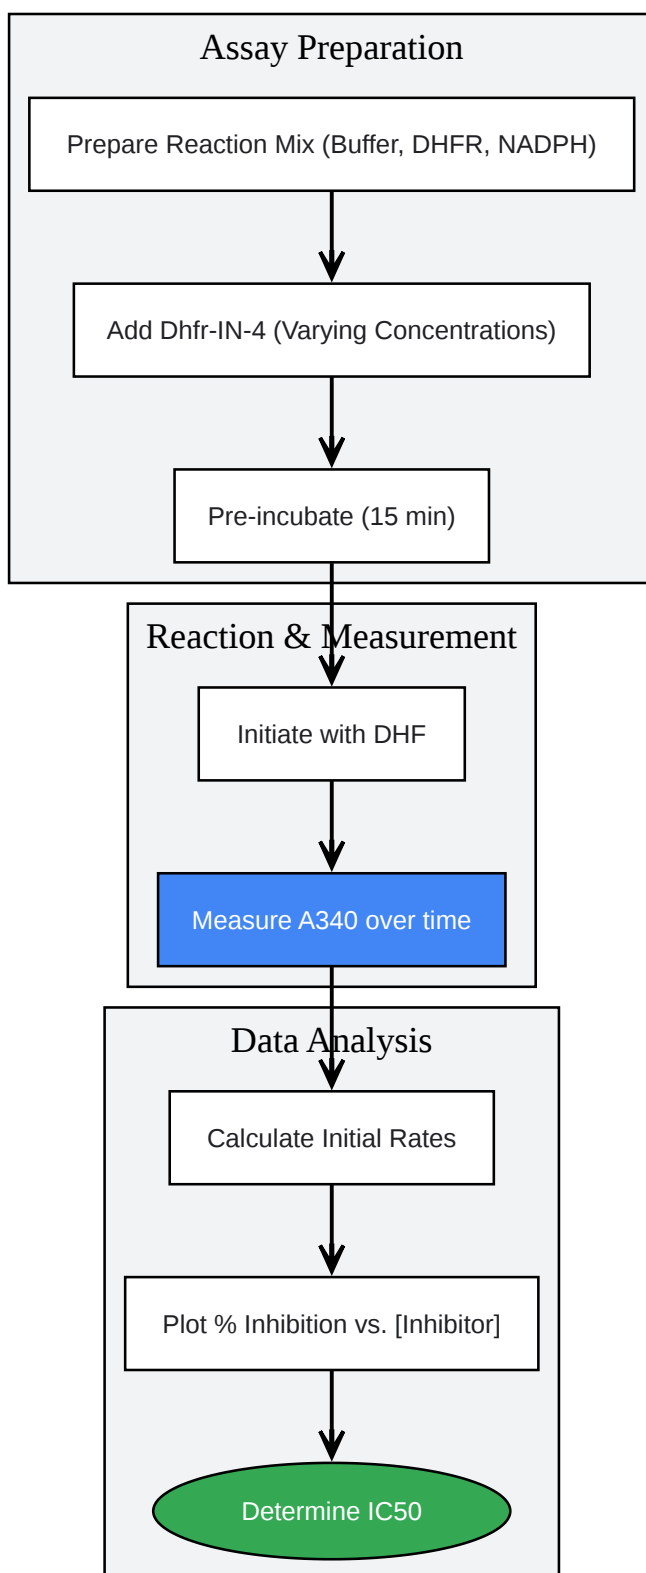 Assay Preparation
Prepare Reaction Mix (Buffer, DHFR, NADPH)
Add Dhfr-IN-4 (Varying Concentrations)
Pre-incubate (15 min)
Reaction & Measurement
Initiate with DHF
Measure A340 over time
Data Analysis
Calculate Initial Rates
Plot % Inhibition vs. [Inhibitor]
Determine IC50